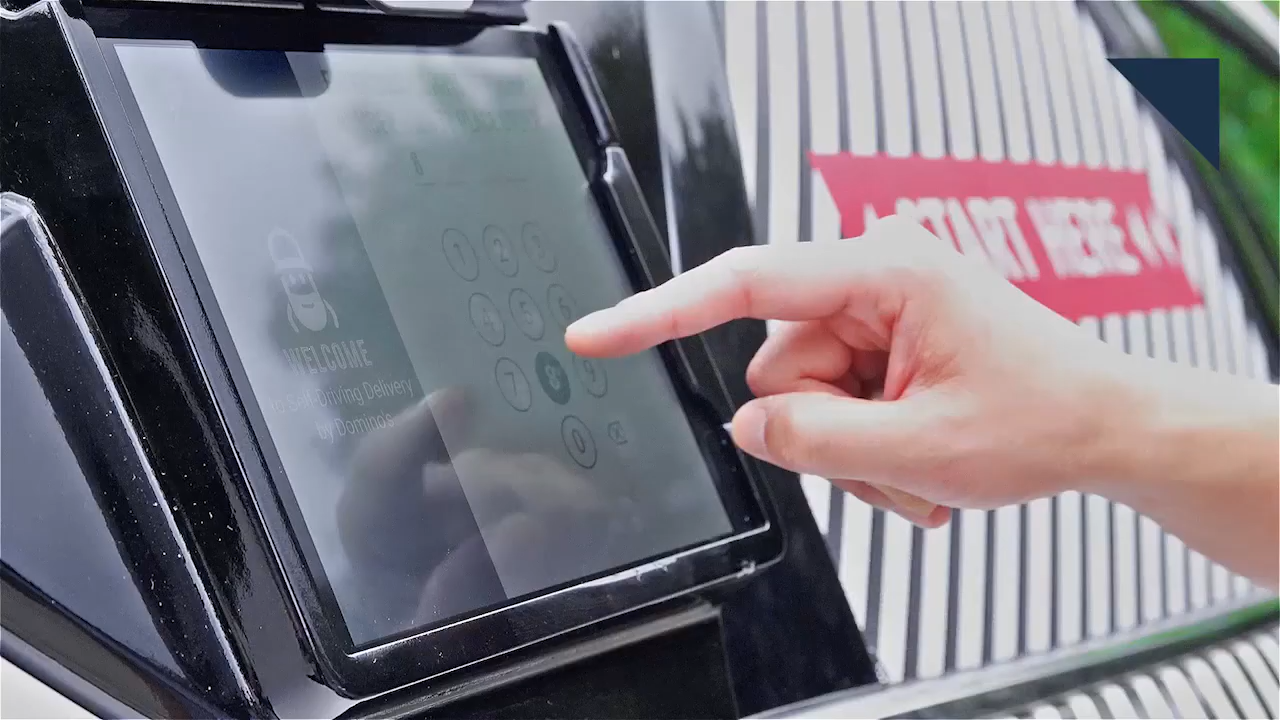 WELCOME
to Self-Driving Delivery
by Domino's
8
1 2 3
4 5 6
7 8 9
0
START HERE